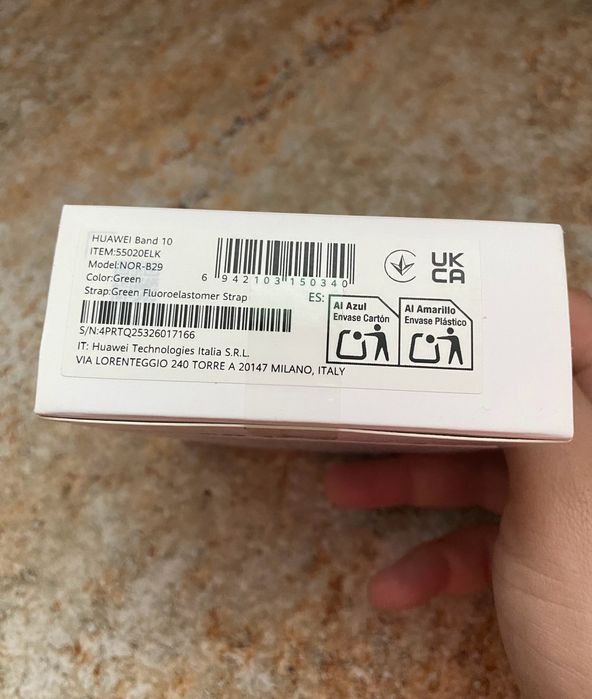 HUAWEI Band 10
ITEM:55020ELK
Model:NOR-B29
Color:Green
Strap:Green Fluoroelastomer Strap
6 942103 150340
UK
CA
S/N:4PRTQ25326017166
ES:
Al Azul
Envase Cartón
Al Amarillo
Envase Plástico
IT: Huawei Technologies Italia S.R.L.
VIA LORENTEGGIO 240 TORRE A 20147 MILANO, ITALY